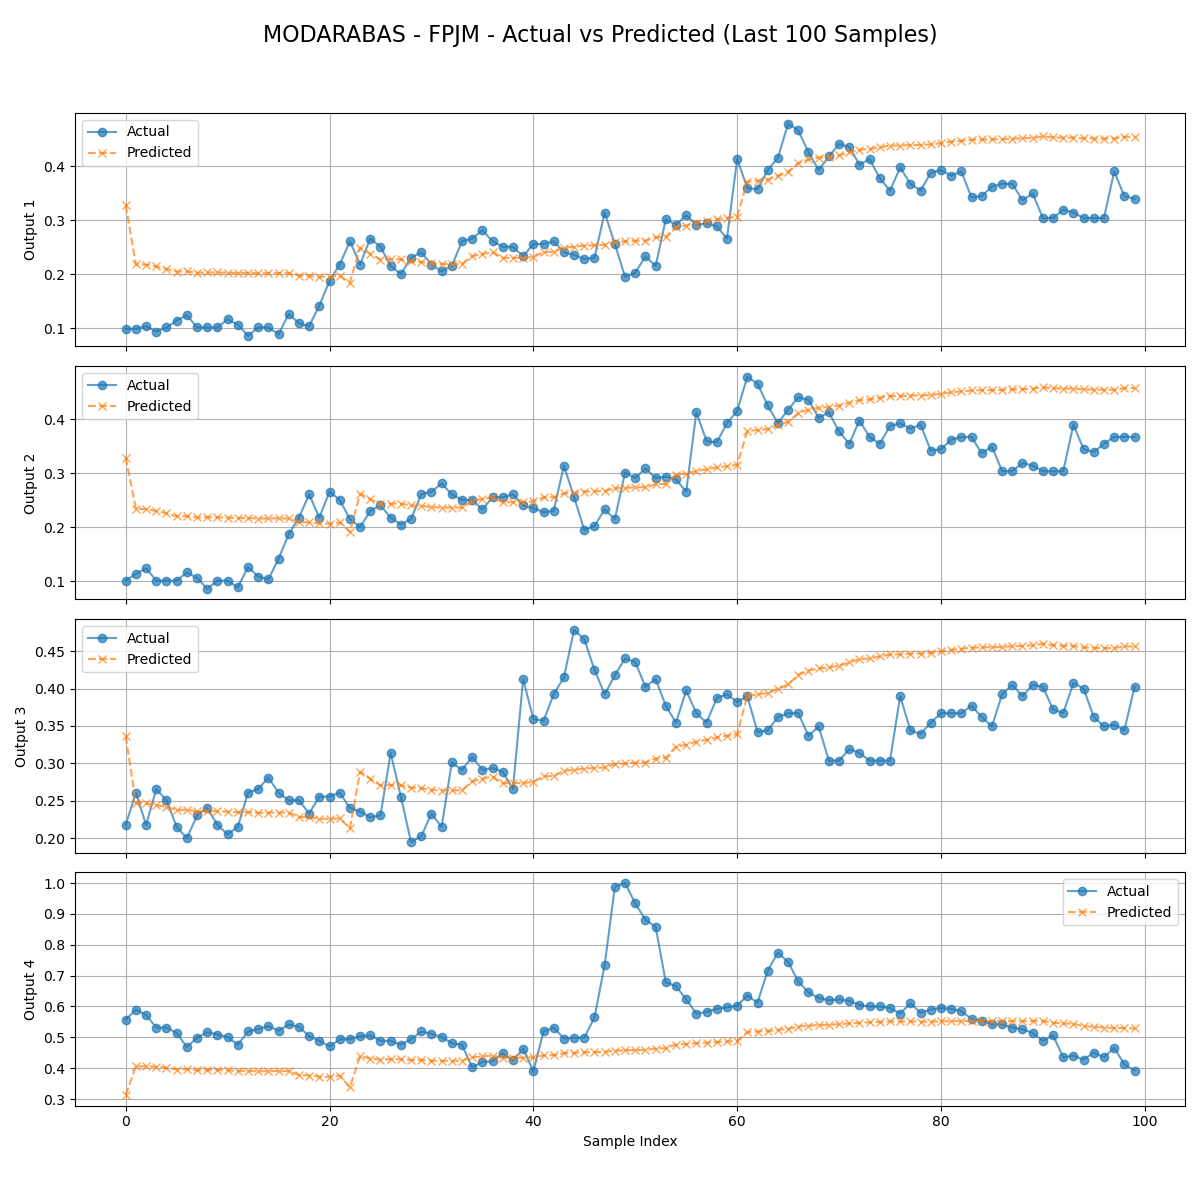 MODARABAS - FPJM - Actual vs Predicted (Last 100 Samples)
Actual
Predicted
Output 1
0.4
0.3
0.2
0.1
Actual
Predicted
Output 2
0.4
0.3
0.2
0.1
Actual
Predicted
Output 3
0.45
0.40
0.35
0.30
0.25
0.20
Actual
Predicted
Output 4
1.0
0.9
0.8
0.7
0.6
0.5
0.4
0.3
0 20 40 60 80 100
Sample Index